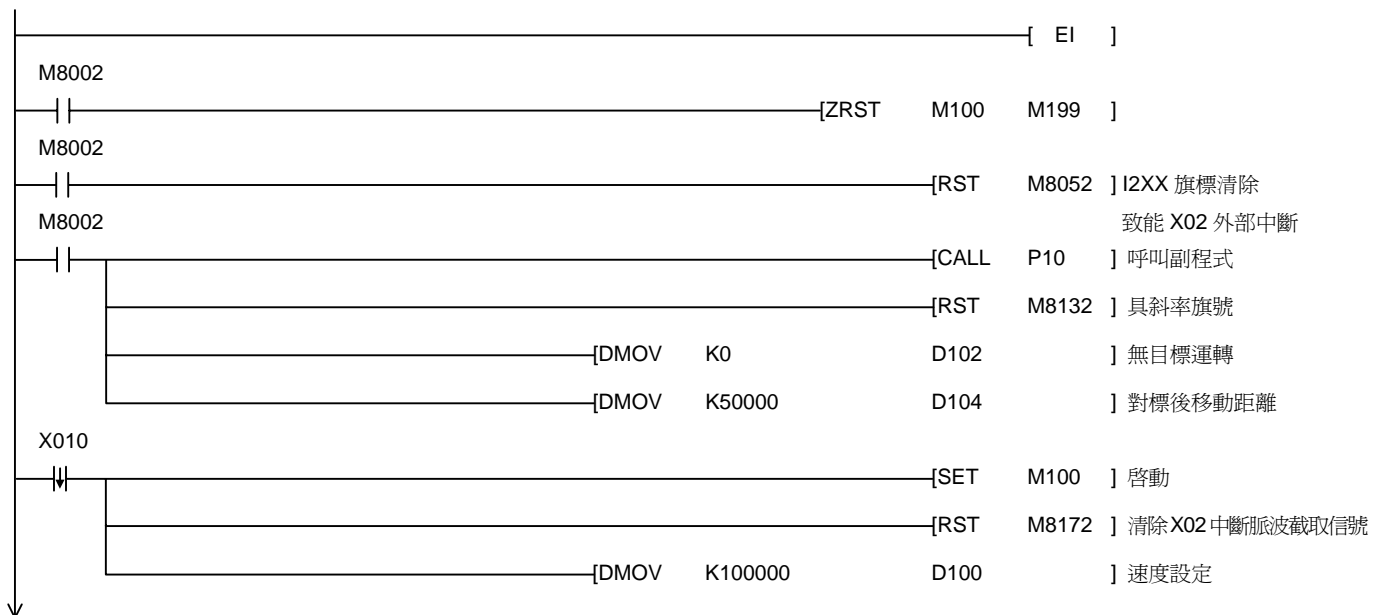 [ EI ]
M8002
[ZRST M100 M199 ]
M8002
[RST M8052 ] I2XX 旗標清除
致能 X02 外部中斷
M8002
[CALL P10 ] 呼叫副程式
[RST M8132 ] 具斜率旗號
[DMOV K0 D102 ] 無目標運轉
[DMOV K50000 D104 ] 對標後移動距離
X010
[SET M100 ] 啓動
[RST M8172 ] 清除X02中斷脈波截取信號
[DMOV K100000 D100 ] 速度設定